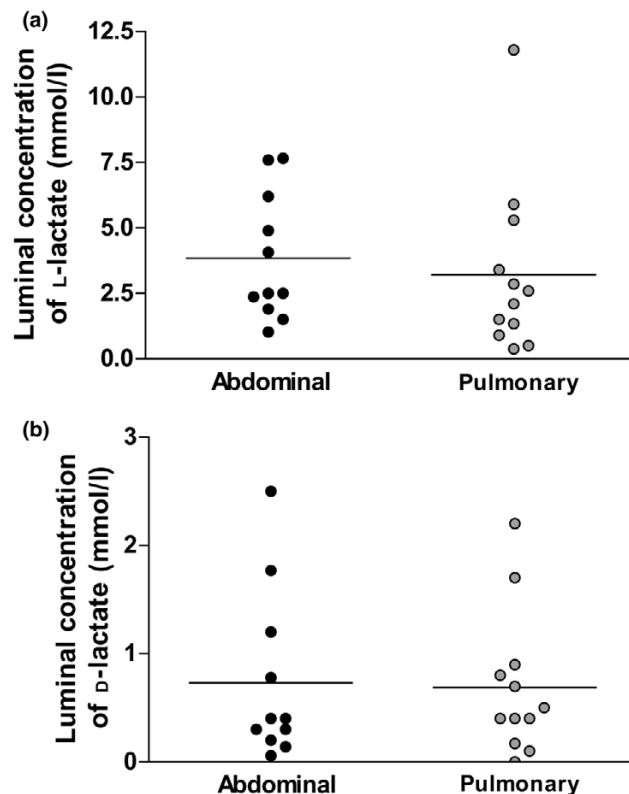 (a)
Luminal concentration
of L-lactate (mmol/l)
12.5
10.0
7.5
5.0
2.5
0.0
Abdominal
Pulmonary
(b)
Luminal concentration
of D-lactate (mmol/l)
3
2
1
0
Abdominal
Pulmonary